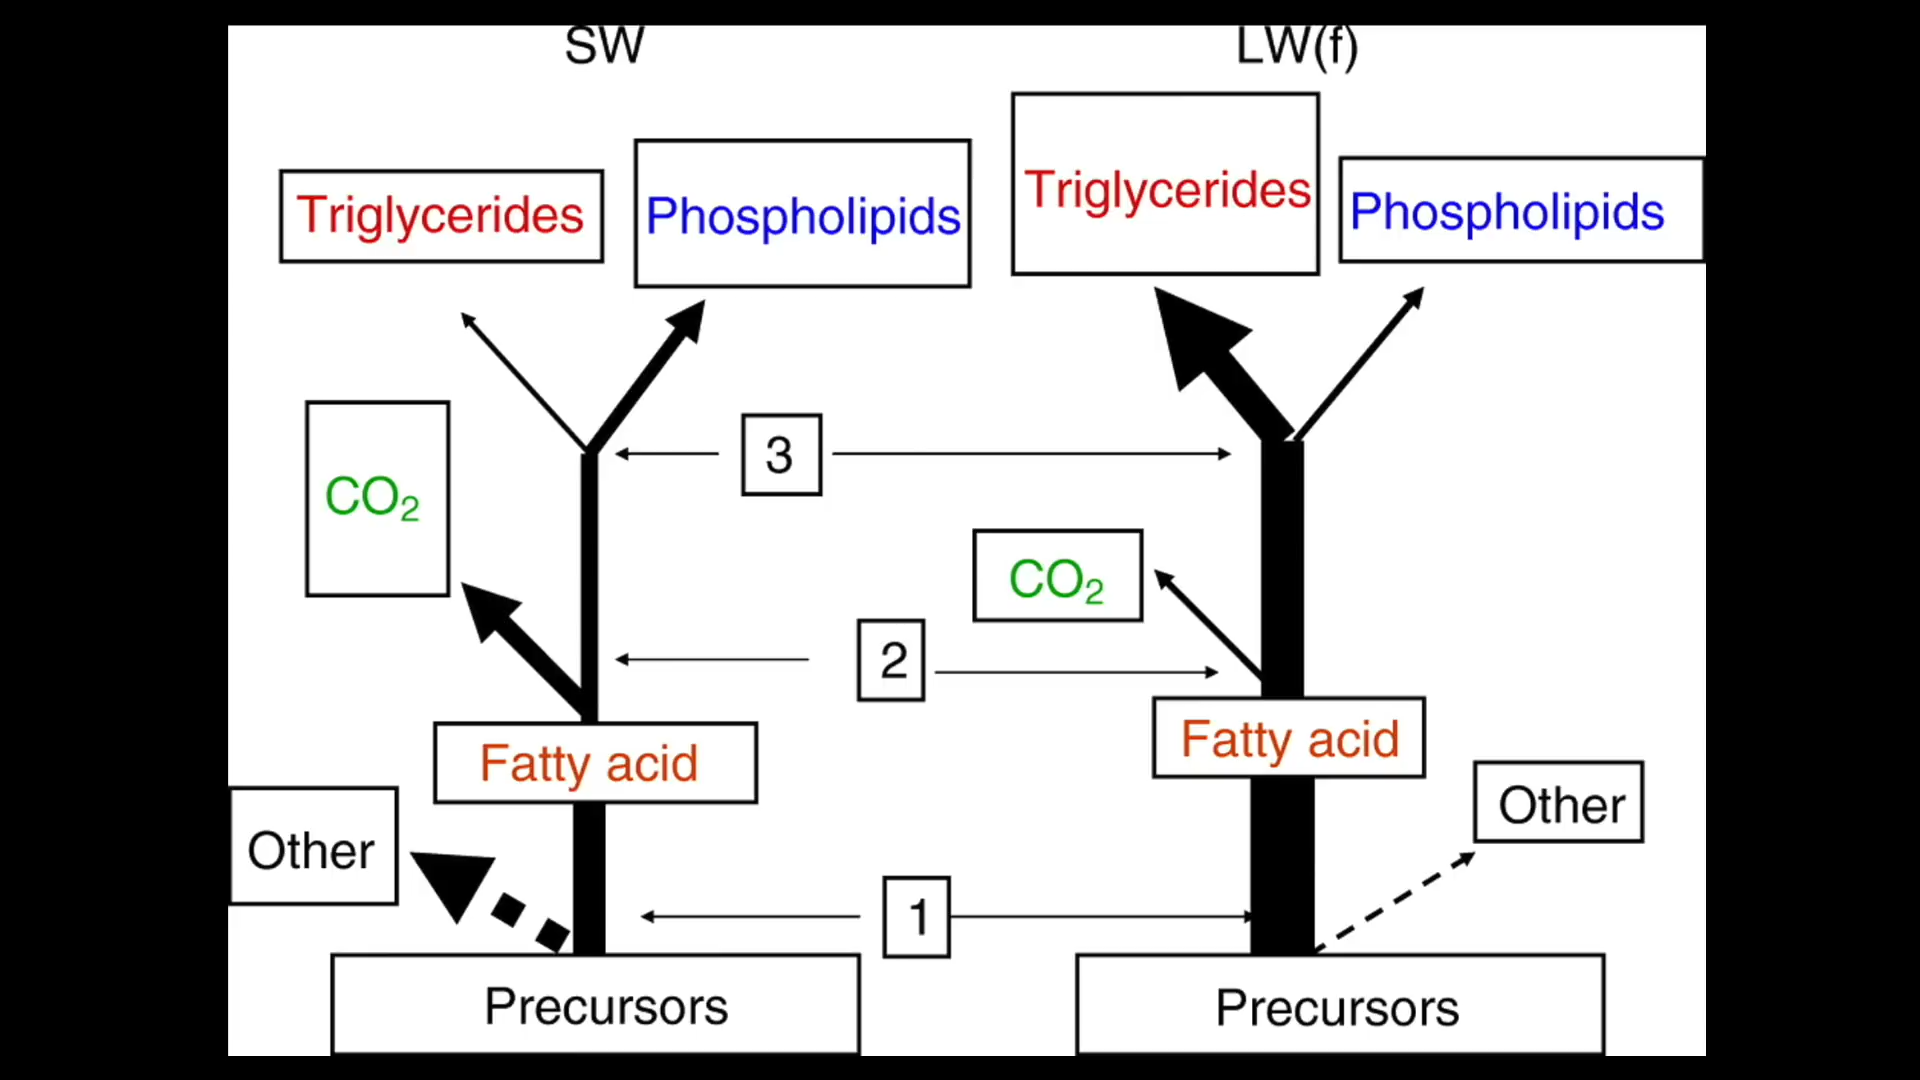 SW
LW(f)
Triglycerides
Phospholipids
Triglycerides
Phospholipids
CO₂
3
CO₂
2
Fatty acid
Fatty acid
Other
Other
1
Precursors
Precursors